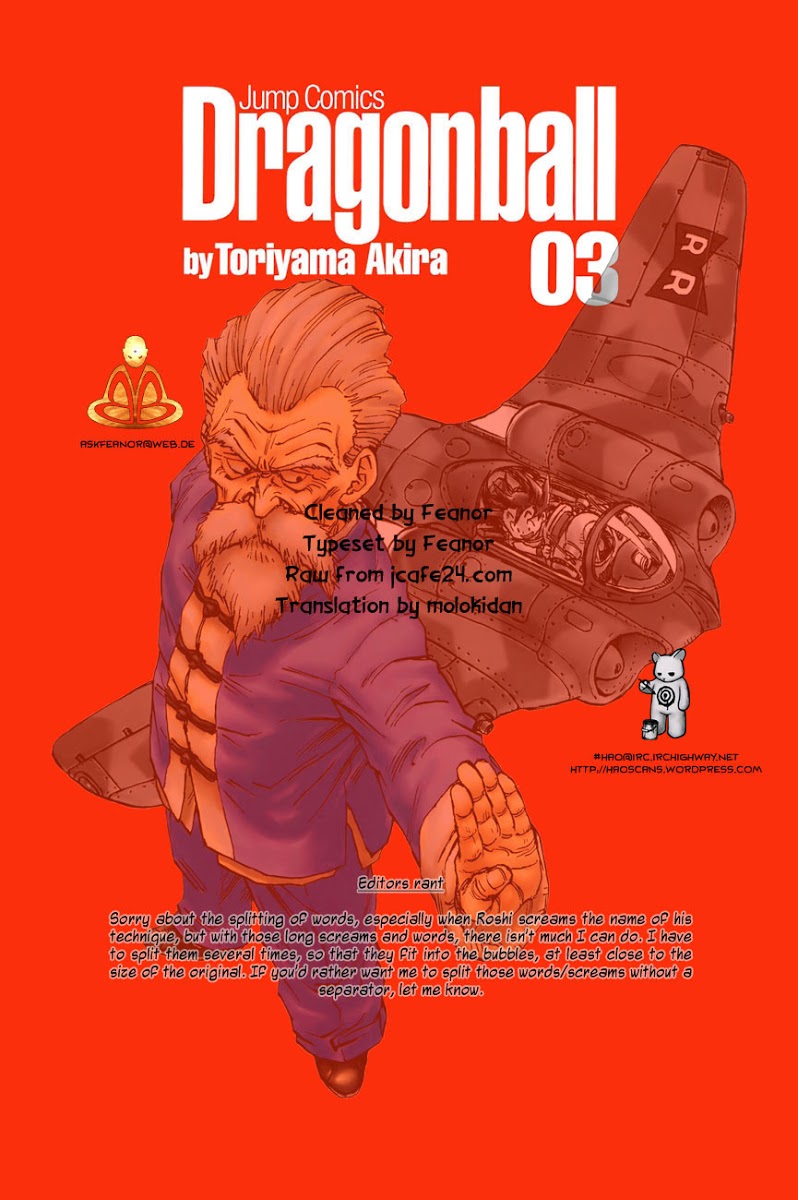 Jump Comics
Dragonball
by Toriyama Akira
03
R R
ASKFEANOR@WEB.DE
Cleaned by Feanor
Typeset by Feanor
Raw from jcafe24.com
Translation by molokidan
#HAO@IRC.IRCHIGHWAY.NET
HTTP://HAOSCANS.WORDPRESS.COM
Editors rant
Sorry about the splitting of words, especially when Roshi screams the name of his
technique, but with those long screams and words, there isn't much I can do. I have
to split them several times, so that they fit into the bubbles, at least close to the
size of the original. If you'd rather want me to split those words/screams without a
separator, let me know.